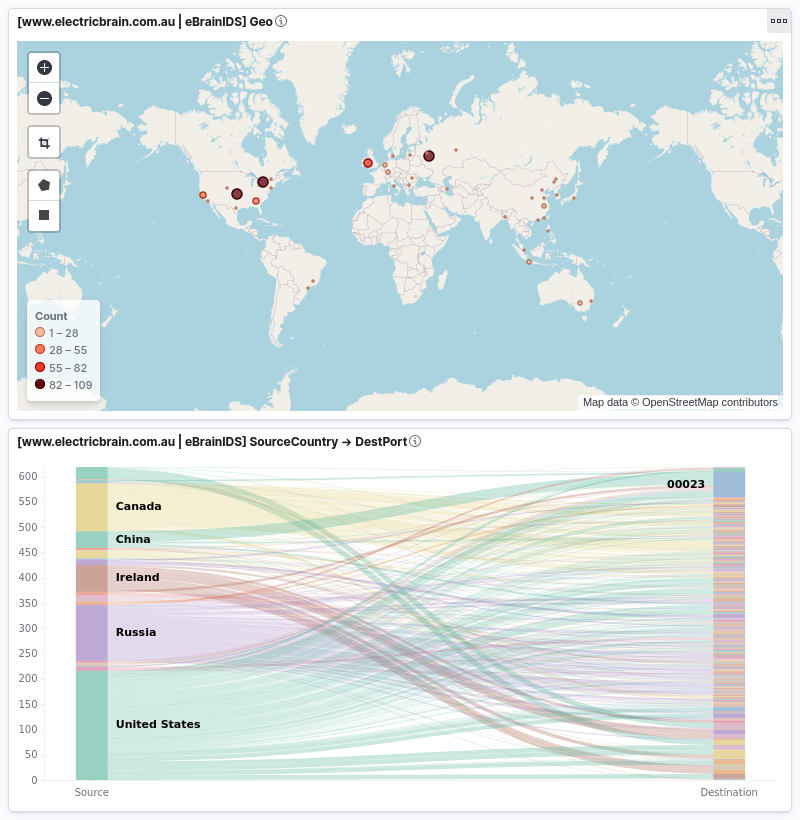 [www.electricbrain.com.au | eBrainIDS] Geo
Count
1 – 28
28 – 55
55 – 82
82 – 109
Map data © OpenStreetMap contributors
[www.electricbrain.com.au | eBrainIDS] SourceCountry → DestPort
600
550
500
450
400
350
300
250
200
150
100
50
0
Canada
China
Ireland
Russia
United States
00023
Source
Destination